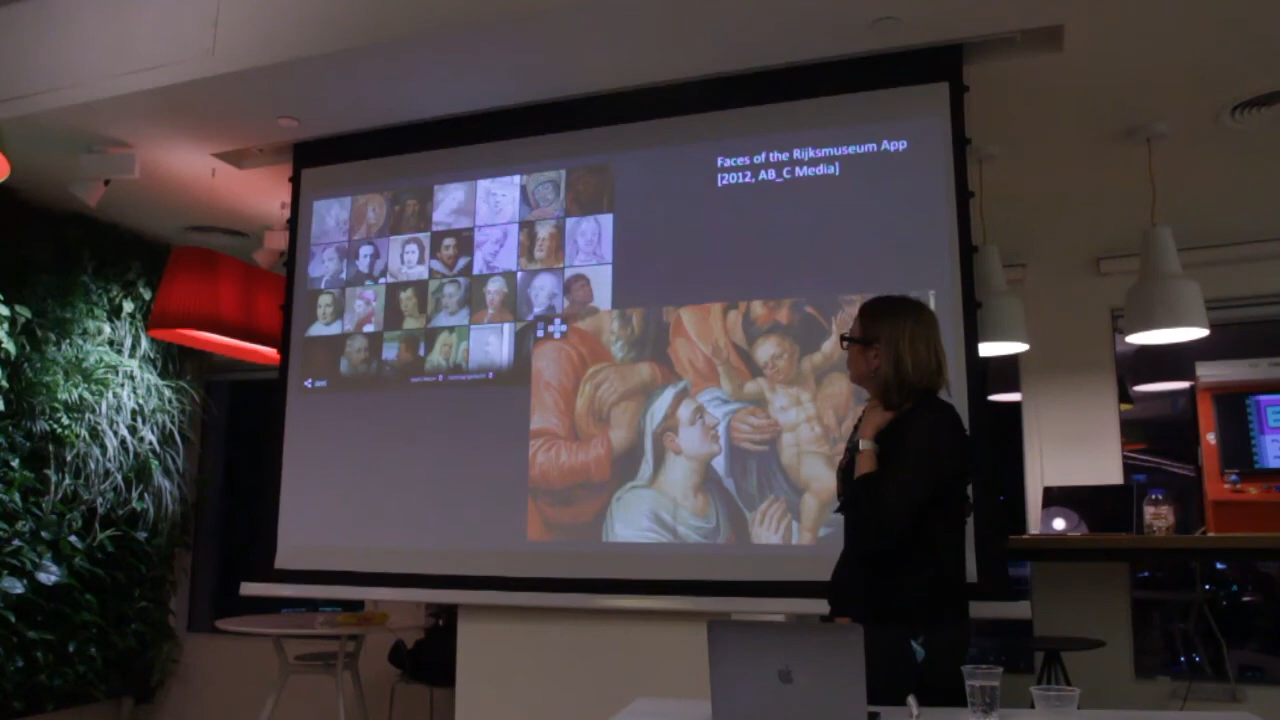 Faces of the Rijksmuseum App
[2012, AB_C Media]